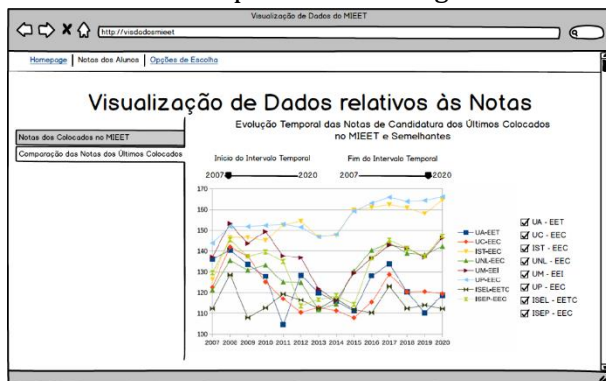 Visualização de Dados do MIEET
http://visdadosmieet
Homepage Notas dos Alunos Opções de Escolha
Visualização de Dados relativos às Notas
Notas dos Colocados no MIEET
Comparação das Notas dos Últimos Colocados
Evolução Temporal das Notas de Candidatura dos Últimos Colocados
no MIEET e Semelhantes
Início do Intervalo Temporal Fim do Intervalo Temporal
2007 2020 2007 2020
170
160
150
140
130
120
110
100
2007 2008 2009 2010 2011 2012 2013 2014 2015 2016 2017 2018 2019 2020
UA-EET
UC-EEC
IST-EEC
UNL-EEC
UM-EEI
UP-EEC
ISEL-EETC
ISEP-EEC
UA - EET
UC - EEC
IST - EEC
UNL - EEC
UM - EEI
UP - EEC
ISEL - EETC
ISEP - EEC